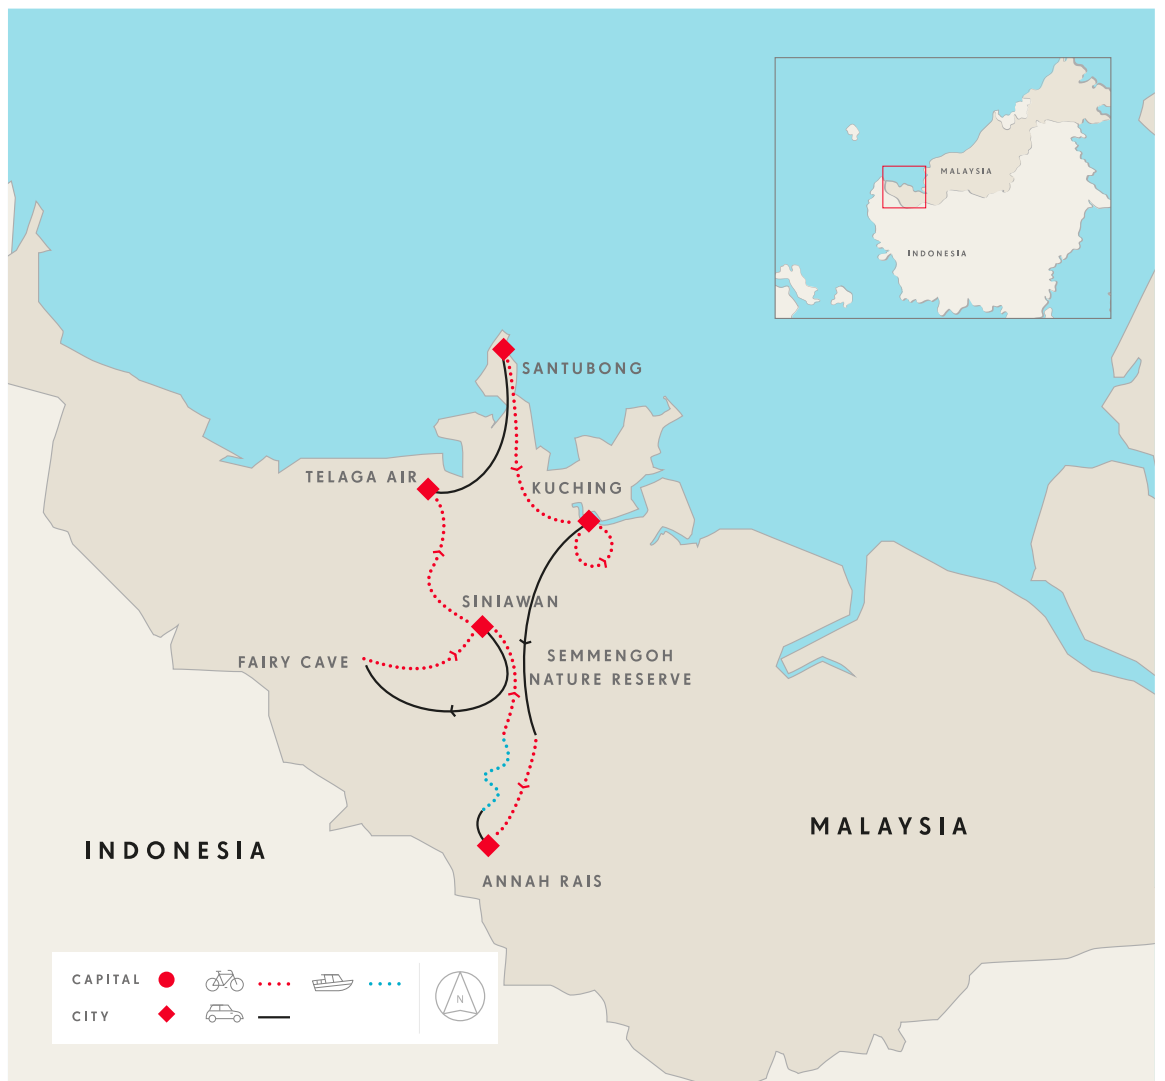 MALAYSIA
INDONESIA
SANTUBONG
TELAGA AIR
KUCHING
SINIAWAN
FAIRY CAVE
SEMMENGOH
NATURE RESERVE
MALAYSIA
INDONESIA
ANNAH RAIS
CAPITAL
CITY
N